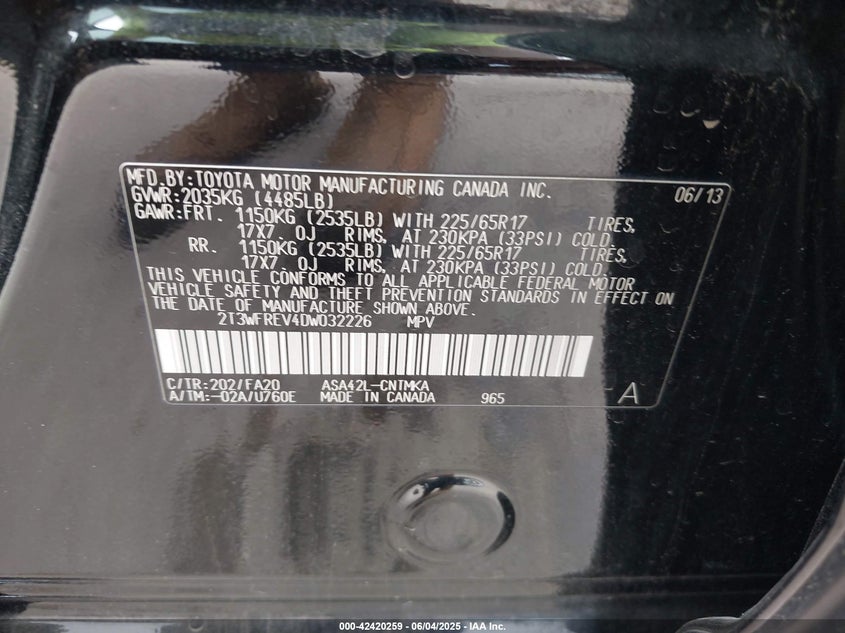 MFD.BY:TOYOTA MOTOR MANUFACTURING CANADA INC. 06/13
GVWR:2035KG (4485LB)
GAWR:FRT. 1150KG (2535LB) WITH 225/65R17 TIRES,
17X7 OJ RIMS, AT 230KPA (33PSI) COLD.
RR. 1150KG (2535LB) WITH 225/65R17 TIRES,
17X7 OJ RIMS, AT 230KPA (33PSI) COLD.
THIS VEHICLE CONFORMS TO ALL APPLICABLE FEDERAL MOTOR
VEHICLE SAFETY AND THEFT PREVENTION STANDARDS IN EFFECT ON
THE DATE OF MANUFACTURE SHOWN ABOVE.
2T3WFREV4DW032226 MPV
C/TR:202/FA20 ASA42L-CNTMKA
A/TM:-02A/U760E MADE IN CANADA 965 A
000-42420259 - 06/04/2025 - IAA Inc.